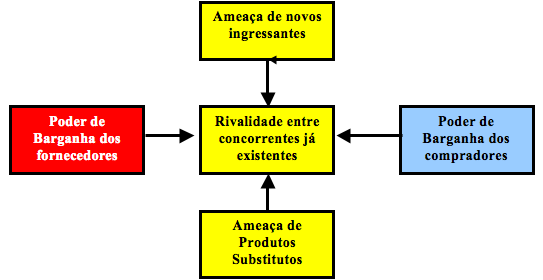 Ameaça de novos
ingressantes
Poder de
Barganha dos
fornecedores
Rivalidade entre
concorrentes já
existentes
Poder de
Barganha dos
compradores
Ameaça de
Produtos
Substitutos